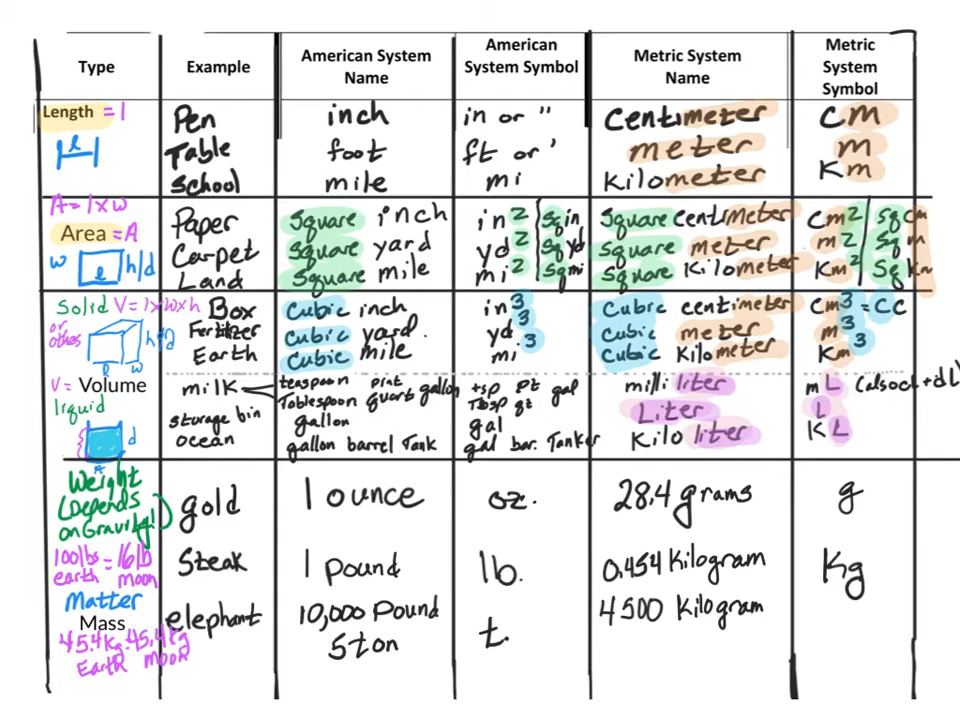 Type Example American System Name American System Symbol Metric System Name Metric System Symbol
Length = l Pen inch in or " Centimeter cm
l Table foot ft or ' meter m
School mile mi Kilometer Km
A = l x w Paper Square inch in2 Sq in Square centimeter cm2 Sq cm
Area = A Carpet Square yard yd2 Sq yd Square meter m2 Sq m
w l h/d Land Square mile mi2 Sq mi Square Kilometer Km2 Sq Km
Solid V = l x w x h Box Cubic inch in3 Cubic centimeter cm3 = CC
or othos Fertilizer Cubic yard yd3 Cubic meter m3
l w h/d Earth Cubic mile mi3 Cubic Kilometer Km3
V = Volume milk teaspoon pint gallon tsp pt gal milli liter mL
Tablespoon quart Tbsp qt
liquid storage bin gallon gal Liter L
d ocean gallon barrel Tank gal bar. Tanker Kilo liter KL
Weight (Depends on Gravity!) gold 1 ounce oz. 28.4 grams g
100lbs = 16lb earth moon Steak 1 pound lb. 0.454 Kilogram Kg
Matter elephant 10,000 Pound 4500 Kilogram
Mass 5 ton t.
45.4kg. 45.4kg
Earth moon